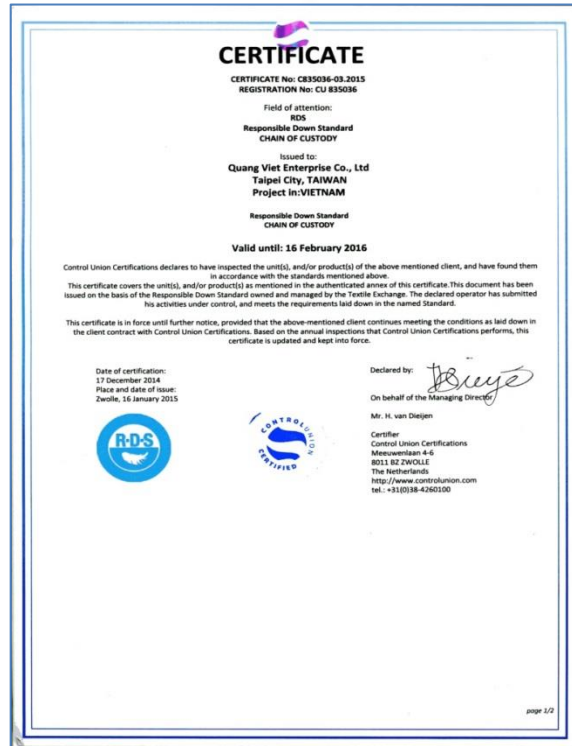 CERTIFICATE
CERTIFICATE No: C835036-03.2015
REGISTRATION No: CU 835036
Field of attention:
RDS
Responsible Down Standard
CHAIN OF CUSTODY
Issued to:
Quang Viet Enterprise Co., Ltd
Taipei City, TAIWAN
Project in:VIETNAM
Responsible Down Standard
CHAIN OF CUSTODY
Valid until: 16 February 2016
Control Union Certifications declares to have inspected the unit(s), and/or product(s) of the above mentioned client, and have found them
in accordance with the standards mentioned above.
This certificate covers the unit(s), and/or product(s) as mentioned in the authenticated annex of this certificate.This document has been
issued on the basis of the Responsible Down Standard owned and managed by the Textile Exchange. The declared operator has submitted
his activities under control, and meets the requirements laid down in the named Standard.
This certificate is in force until further notice, provided that the above-mentioned client continues meeting the conditions as laid down in
the client contract with Control Union Certifications. Based on the annual inspections that Control Union Certifications performs, this
certificate is updated and kept into force.
Date of certification:
17 December 2014
Place and date of issue:
Zwolle, 16 January 2015
Declared by:
On behalf of the Managing Director
Mr. H. van Dieijen
Certifier
Control Union Certifications
Meeuwenlaan 4-6
8011 BZ ZWOLLE
The Netherlands
http://www.controlunion.com
tel.: +31(0)38-4260100
R·D·S
CONTROLUNION
CERTIFIED
page 1/2